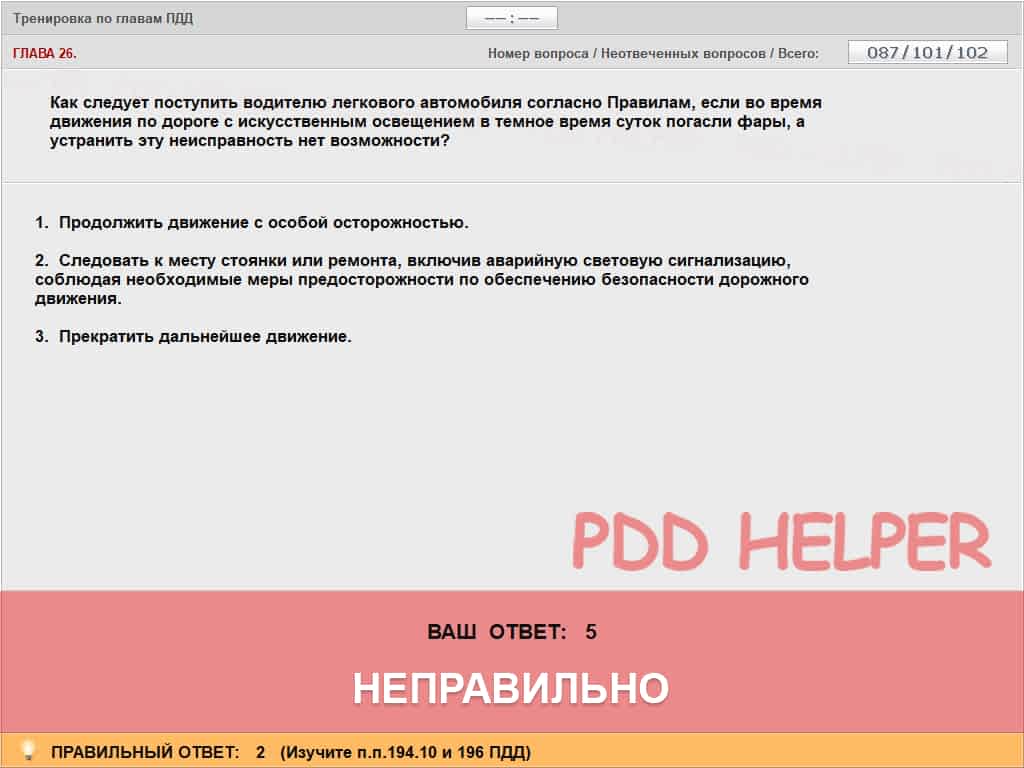 Тренировка по главам ПДД
—— : ——
ГЛАВА 26.
Номер вопроса / Неотвеченных вопросов / Всего:
087/101/102
Как следует поступить водителю легкового автомобиля согласно Правилам, если во время
движения по дороге с искусственным освещением в темное время суток погасли фары, а
устранить эту неисправность нет возможности?
1. Продолжить движение с особой осторожностью.
2. Следовать к месту стоянки или ремонта, включив аварийную световую сигнализацию,
соблюдая необходимые меры предосторожности по обеспечению безопасности дорожного
движения.
3. Прекратить дальнейшее движение.
PDD HELPER
ВАШ ОТВЕТ: 5
НЕПРАВИЛЬНО
ПРАВИЛЬНЫЙ ОТВЕТ: 2 (Изучите п.п.194.10 и 196 ПДД)